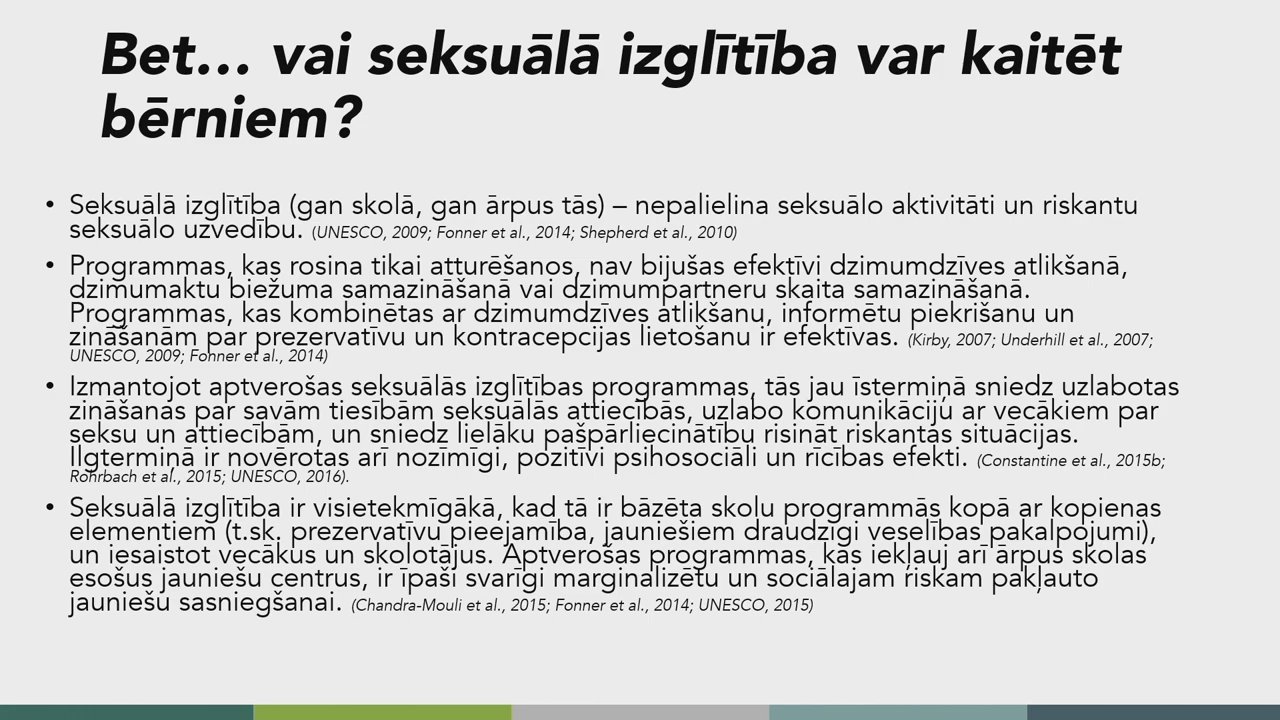 Bet… vai seksuālā izglītība var kaitēt
bērniem?
• Seksuālā izglītība (gan skolā, gan ārpus tās) – nepalielina seksuālo aktivitāti un riskantu
seksuālo uzvedību. (UNESCO, 2009; Fonner et al., 2014; Shepherd et al., 2010)
• Programmas, kas rosina tikai atturēšanos, nav bijušas efektīvi dzimumdzīves atlikšanā,
dzimumaktu biežuma samazināšanā vai dzimumpartneru skaita samazināšanā.
Programmas, kas kombinētas ar dzimumdzīves atlikšanu, informētu piekrišanu un
zināšanām par prezervatīvu un kontracepcijas lietošanu ir efektīvas. (Kirby, 2007; Underhill et al., 2007;
UNESCO, 2009; Fonner et al., 2014)
• Izmantojot aptverošas seksuālās izglītības programmas, tās jau īstermiņā sniedz uzlabotas
zināšanas par savām tiesībām seksuālās attiecībās, uzlabo komunikāciju ar vecākiem par
seksu un attiecībām, un sniedz lielāku pašpārliecinātību risināt riskantas situācijas.
Ilgtermiņā ir novērotas arī nozīmīgi, pozitīvi psihosociāli un rīcības efekti. (Constantine et al., 2015b;
Rohrbach et al., 2015; UNESCO, 2016).
• Seksuālā izglītība ir visietekmīgākā, kad tā ir bāzēta skolu programmās kopā ar kopienas
elementiem (t.sk. prezervatīvu pieejamība, jauniešiem draudzīgi veselības pakalpojumi),
un iesaistot vecākus un skolotājus. Aptverošas programmas, kas iekļauj arī ārpus skolas
esošus jauniešu centrus, ir īpaši svarīgi marginalizētu un sociālajam riskam pakļauto
jauniešu sasniegšanai. (Chandra-Mouli et al., 2015; Fonner et al., 2014; UNESCO, 2015)